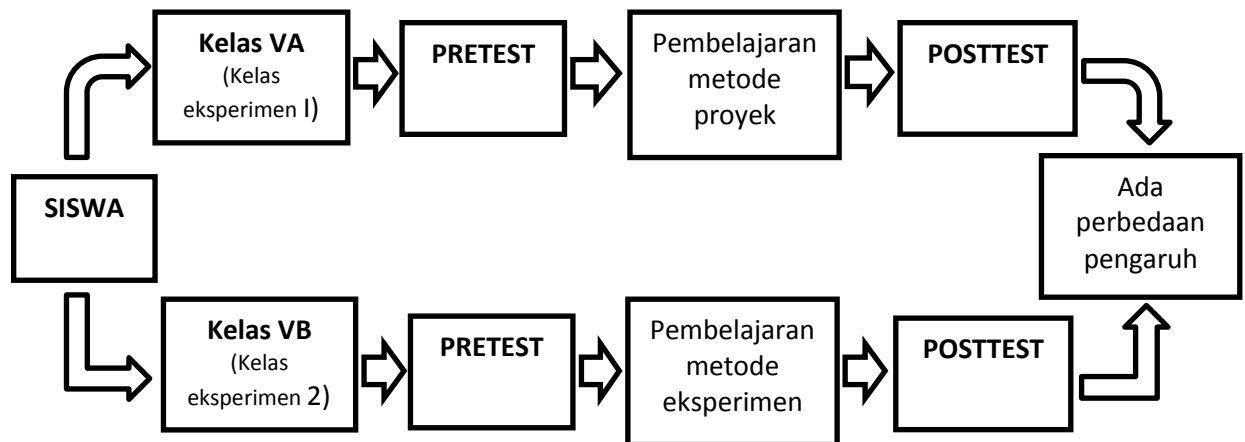 SISWA
Kelas VA
(Kelas
eksperimen I)
PRETEST
Pembelajaran
metode
proyek
POSTTEST
Kelas VB
(Kelas
eksperimen 2)
PRETEST
Pembelajaran
metode
eksperimen
POSTTEST
Ada
perbedaan
pengaruh